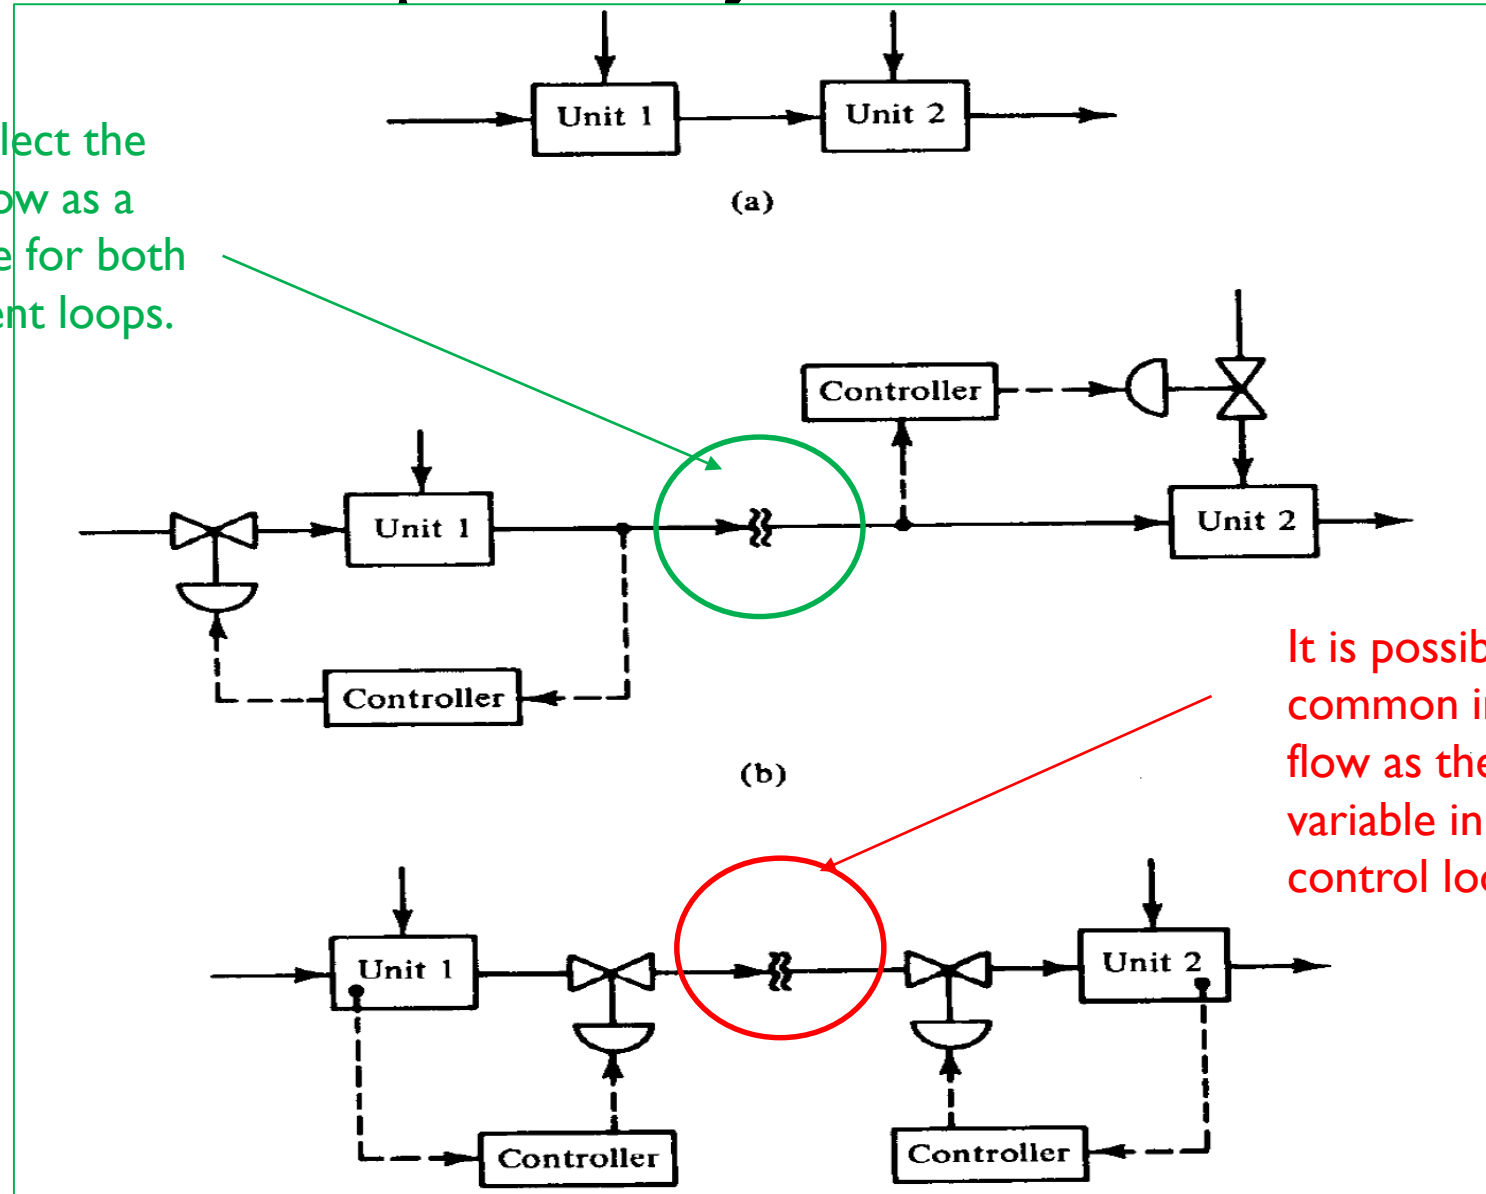 Unit 1
Unit 2
(a)
lect the
ow as a
e for both
ent loops.
Controller
Unit 1
Unit 2
Controller
(b)
It is possib
common i
flow as the
variable in
control loo
Unit 1
Unit 2
Controller
Controller